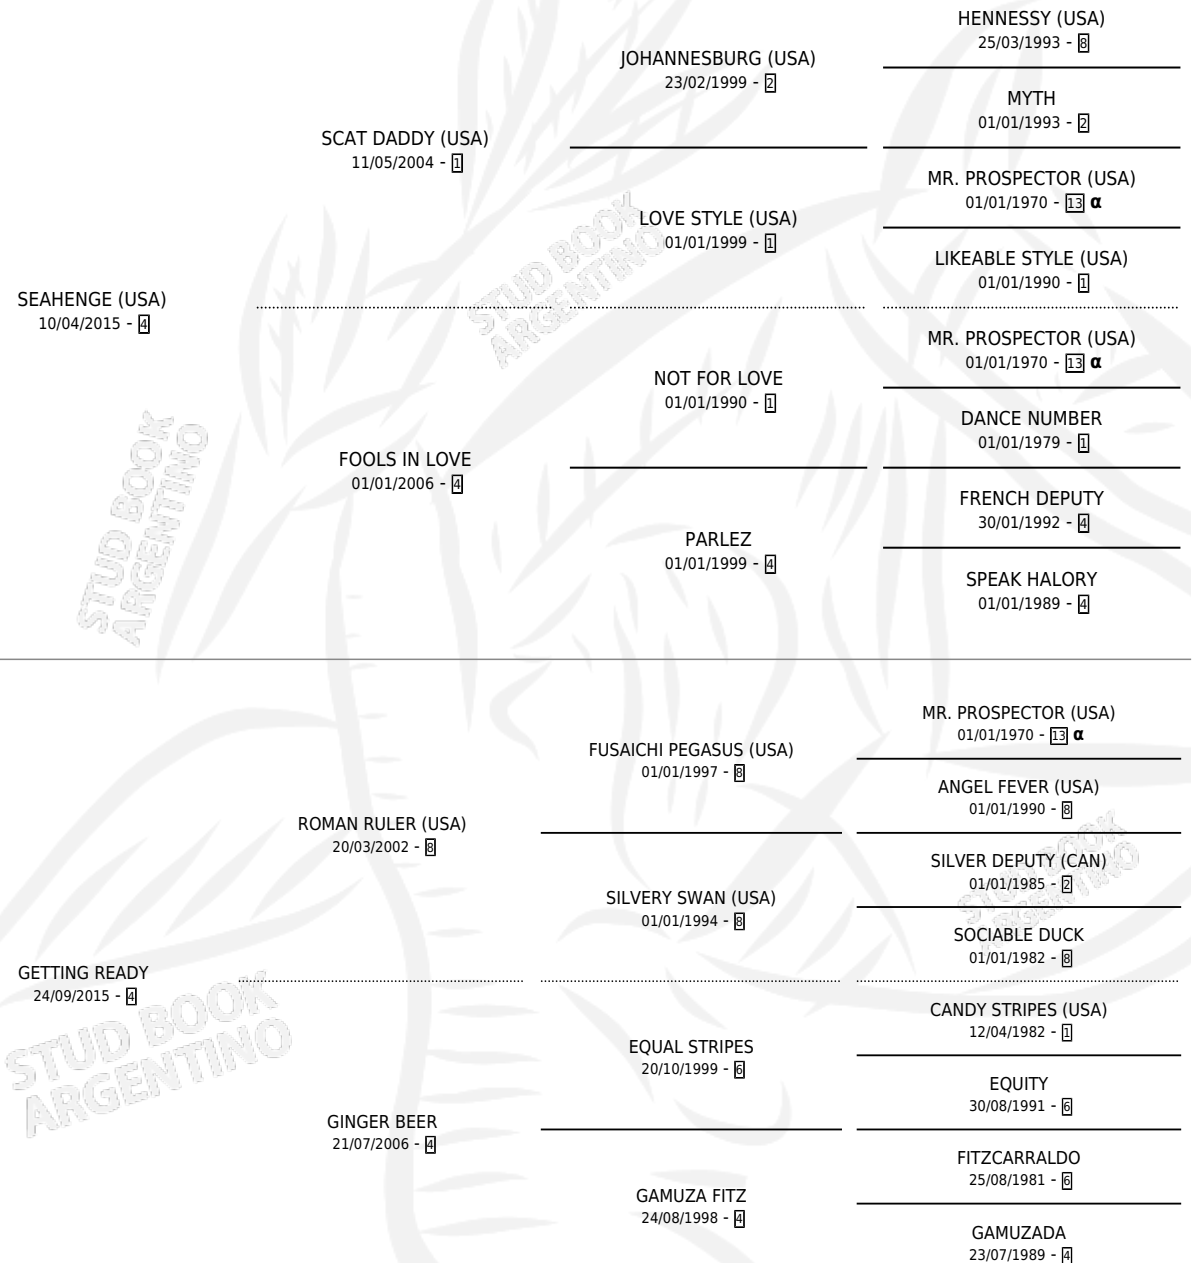 HENNESSY (USA)
25/03/1993 - 8
JOHANNESBURG (USA)
23/02/1999 - 2
MYTH
01/01/1993 - 2
SCAT DADDY (USA)
11/05/2004 - 1
MR. PROSPECTOR (USA)
01/01/1970 - 13 α
LOVE STYLE (USA)
01/01/1999 - 1
LIKEABLE STYLE (USA)
01/01/1990 - 1
SEAHENGE (USA)
10/04/2015 - 4
MR. PROSPECTOR (USA)
01/01/1970 - 13 α
NOT FOR LOVE
01/01/1990 - 1
DANCE NUMBER
01/01/1979 - 1
FOOLS IN LOVE
01/01/2006 - 4
FRENCH DEPUTY
30/01/1992 - 4
PARLEZ
01/01/1999 - 4
SPEAK HALORY
01/01/1989 - 4
MR. PROSPECTOR (USA)
01/01/1970 - 13 α
FUSAICHI PEGASUS (USA)
01/01/1997 - 8
ANGEL FEVER (USA)
01/01/1990 - 8
ROMAN RULER (USA)
20/03/2002 - 8
SILVER DEPUTY (CAN)
01/01/1985 - 2
SILVERY SWAN (USA)
01/01/1994 - 8
SOCIABLE DUCK
01/01/1982 - 8
GETTING READY
24/09/2015 - 4
CANDY STRIPES (USA)
12/04/1982 - 1
EQUAL STRIPES
20/10/1999 - 6
EQUITY
30/08/1991 - 6
GINGER BEER
21/07/2006 - 4
FITZCARRALDO
25/08/1981 - 6
GAMUZA FITZ
24/08/1998 - 4
GAMUZADA
23/07/1989 - 4
STUD BOOK
ARGENTINO
STUD BOOK
ARGENTINO
STUD BOOK
ARGENTINO
STUD BOOK
ARGENTINO